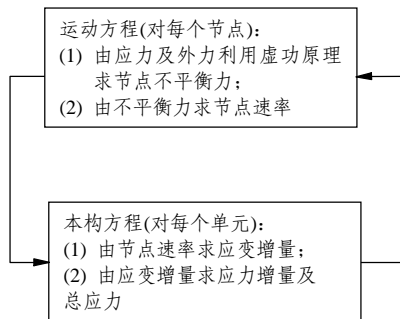 运动方程(对每个节点)：
(1) 由应力及外力利用虚功原理
求节点不平衡力；
(2) 由不平衡力求节点速率
本构方程(对每个单元)：
(1) 由节点速率求应变增量；
(2) 由应变增量求应力增量及
总应力